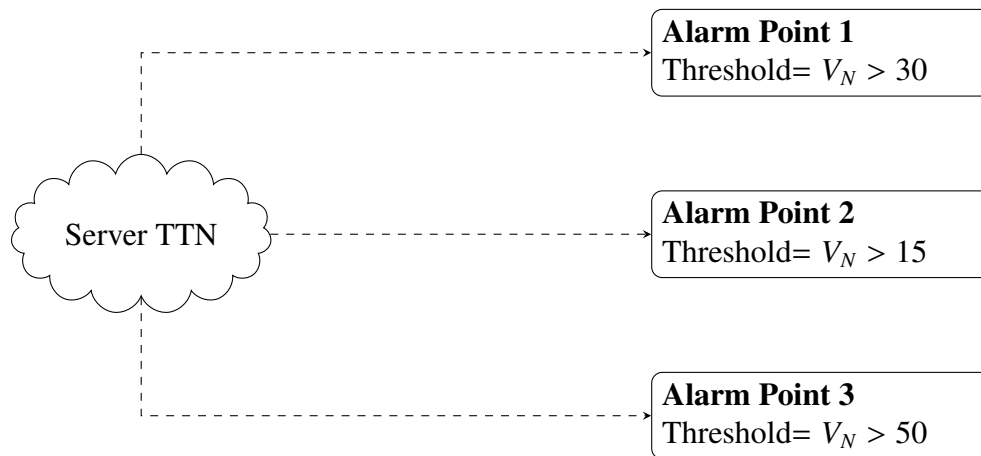 Alarm Point 1
Threshold= V_N > 30
Server TTN
Alarm Point 2
Threshold= V_N > 15
Alarm Point 3
Threshold= V_N > 50